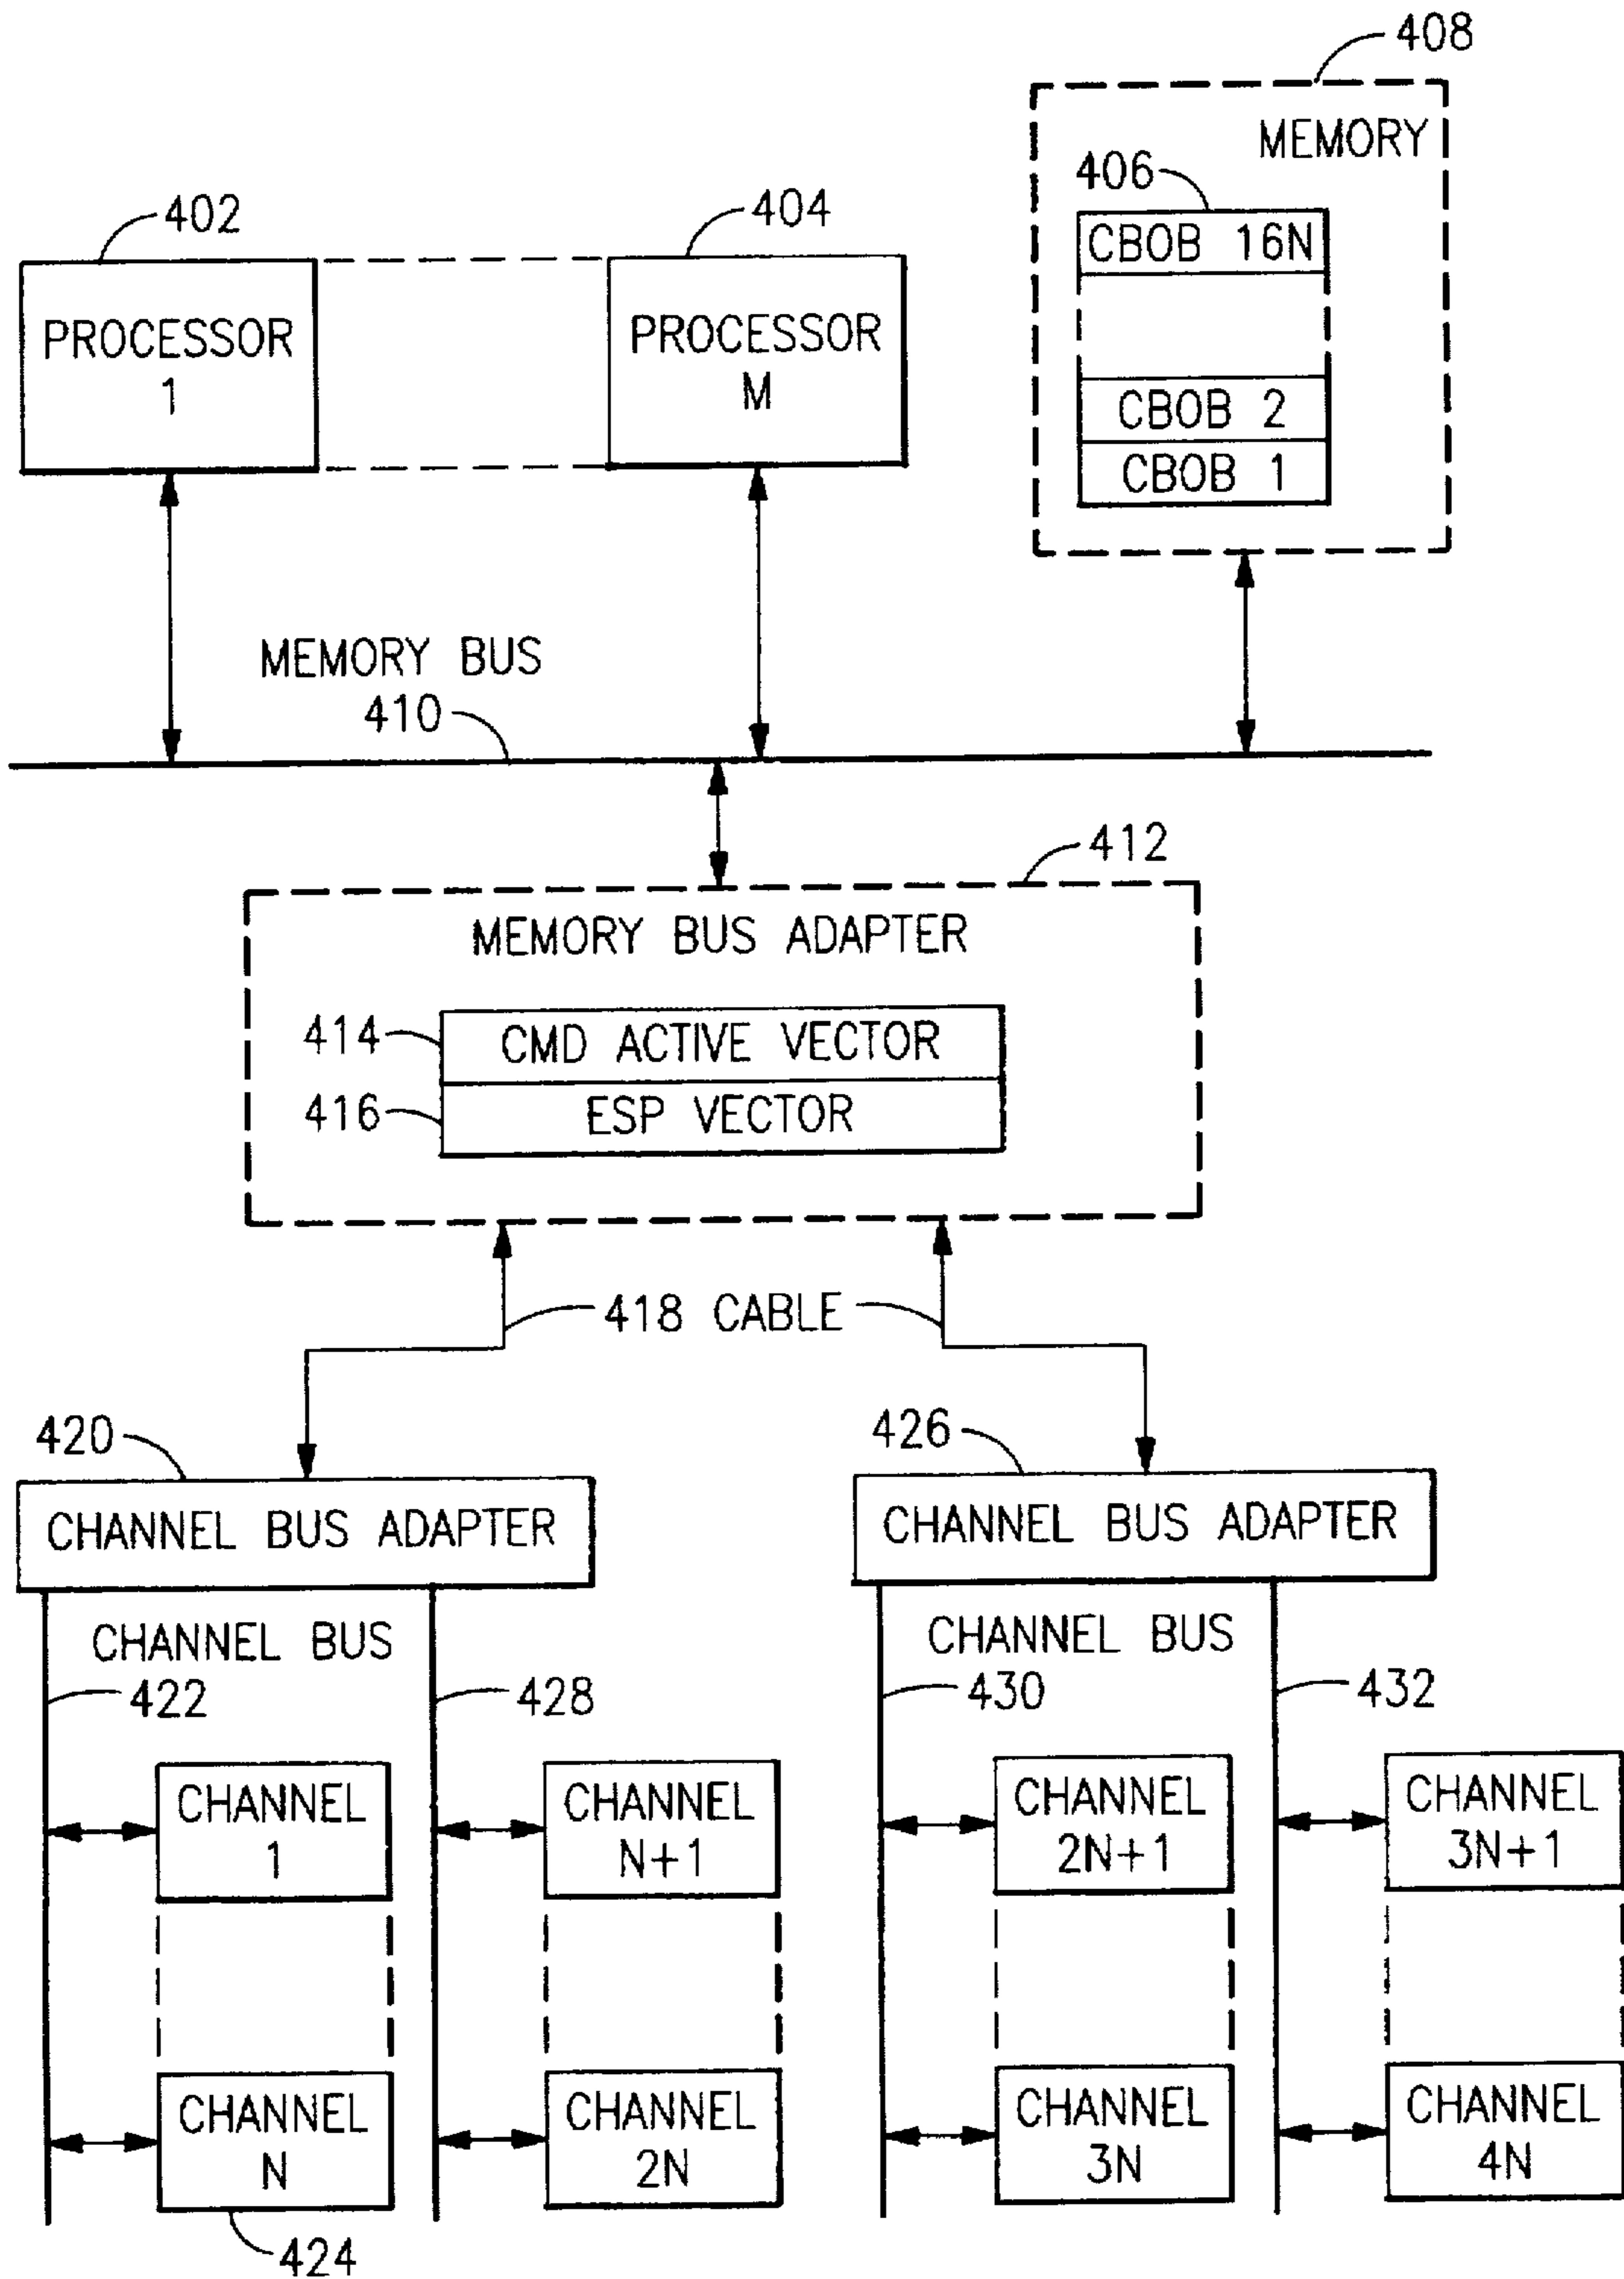 408
MEMORY
406
CBOB 16N
CBOB 2
CBOB 1
402
404
PROCESSOR
1
PROCESSOR
M
MEMORY BUS
410
412
MEMORY BUS ADAPTER
414
CMD ACTIVE VECTOR
416
ESP VECTOR
418 CABLE
420
426
CHANNEL BUS ADAPTER
CHANNEL BUS ADAPTER
CHANNEL BUS
422
428
CHANNEL BUS
430
432
CHANNEL
1
CHANNEL
N+1
CHANNEL
2N+1
CHANNEL
3N+1
CHANNEL
N
CHANNEL
2N
CHANNEL
3N
CHANNEL
4N
424